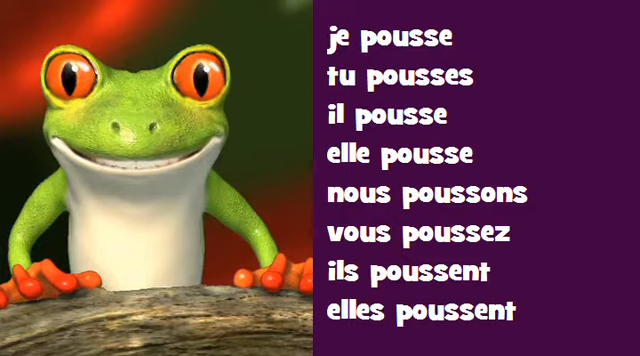 je pousse
tu pousses
il pousse
elle pousse
nous poussons
vous poussez
ils poussent
elles poussent